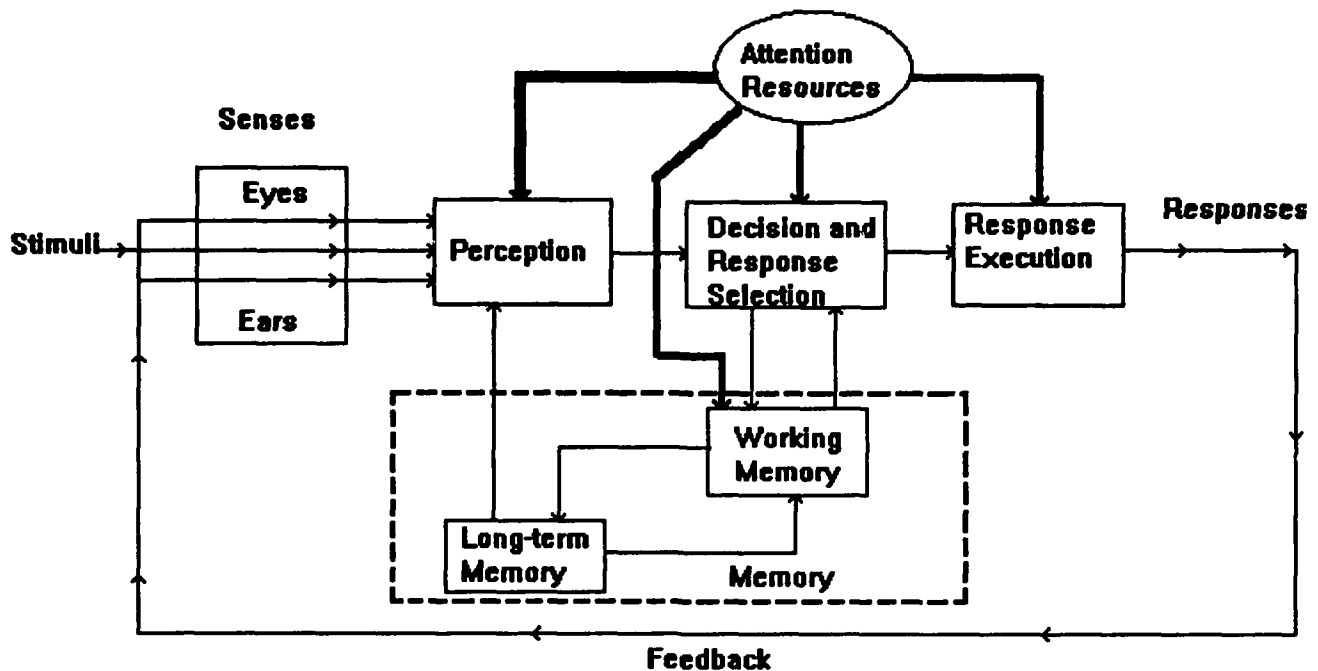 Attention
Resources
Senses
Eyes
Stimuli
Ears
Perception
Decision and
Response
Selection
Response
Execution
Responses
Working
Memory
Long-term
Memory
Memory
Feedback